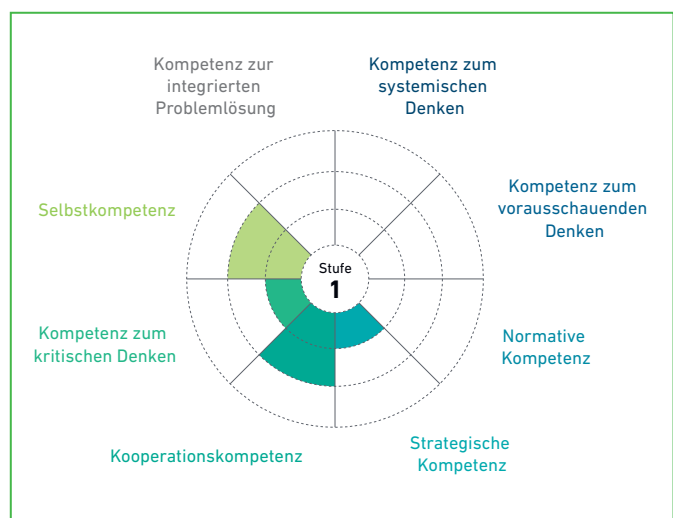 Kompetenz zur
integrierten
Problemlösung
Kompetenz zum
systemischen
Denken
Selbstkompetenz
Kompetenz zum
vorausschauenden
Denken
Stufe
1
Kompetenz zum
kritischen Denken
Normative
Kompetenz
Kooperationskompetenz
Strategische
Kompetenz